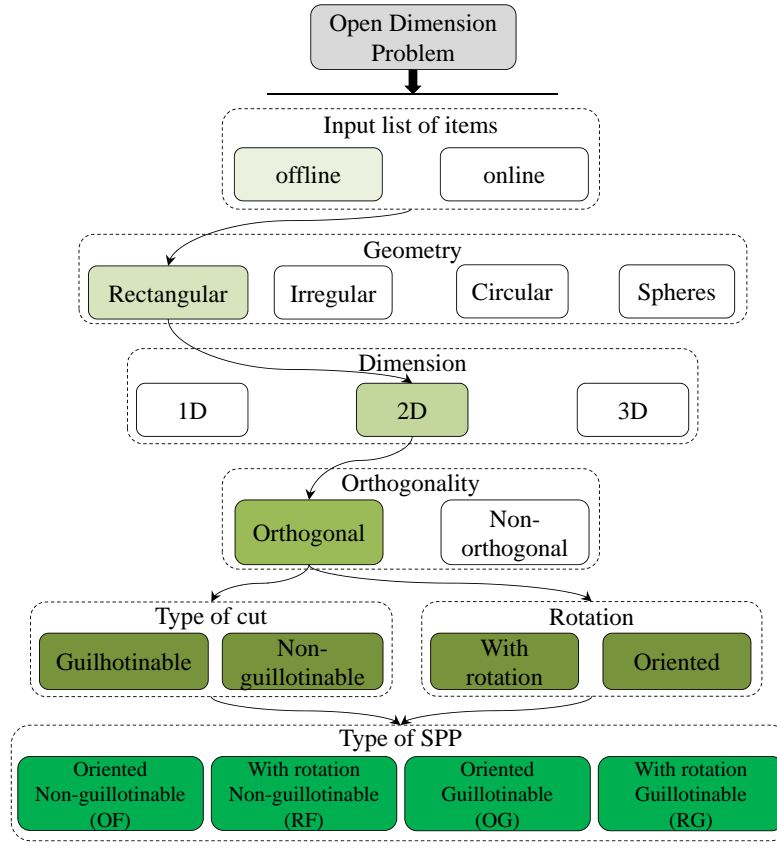 Open Dimension
Problem
Input list of items
offline
online
Geometry
Rectangular
Irregular
Circular
Spheres
Dimension
1D
2D
3D
Orthogonality
Orthogonal
Non-
orthogonal
Type of cut
Guilhotinable
Non-
guillotinable
Rotation
With
rotation
Oriented
Type of SPP
Oriented
Non-guillotinable
(OF)
With rotation
Non-guillotinable
(RF)
Oriented
Guillotinable
(OG)
With rotation
Guillotinable
(RG)